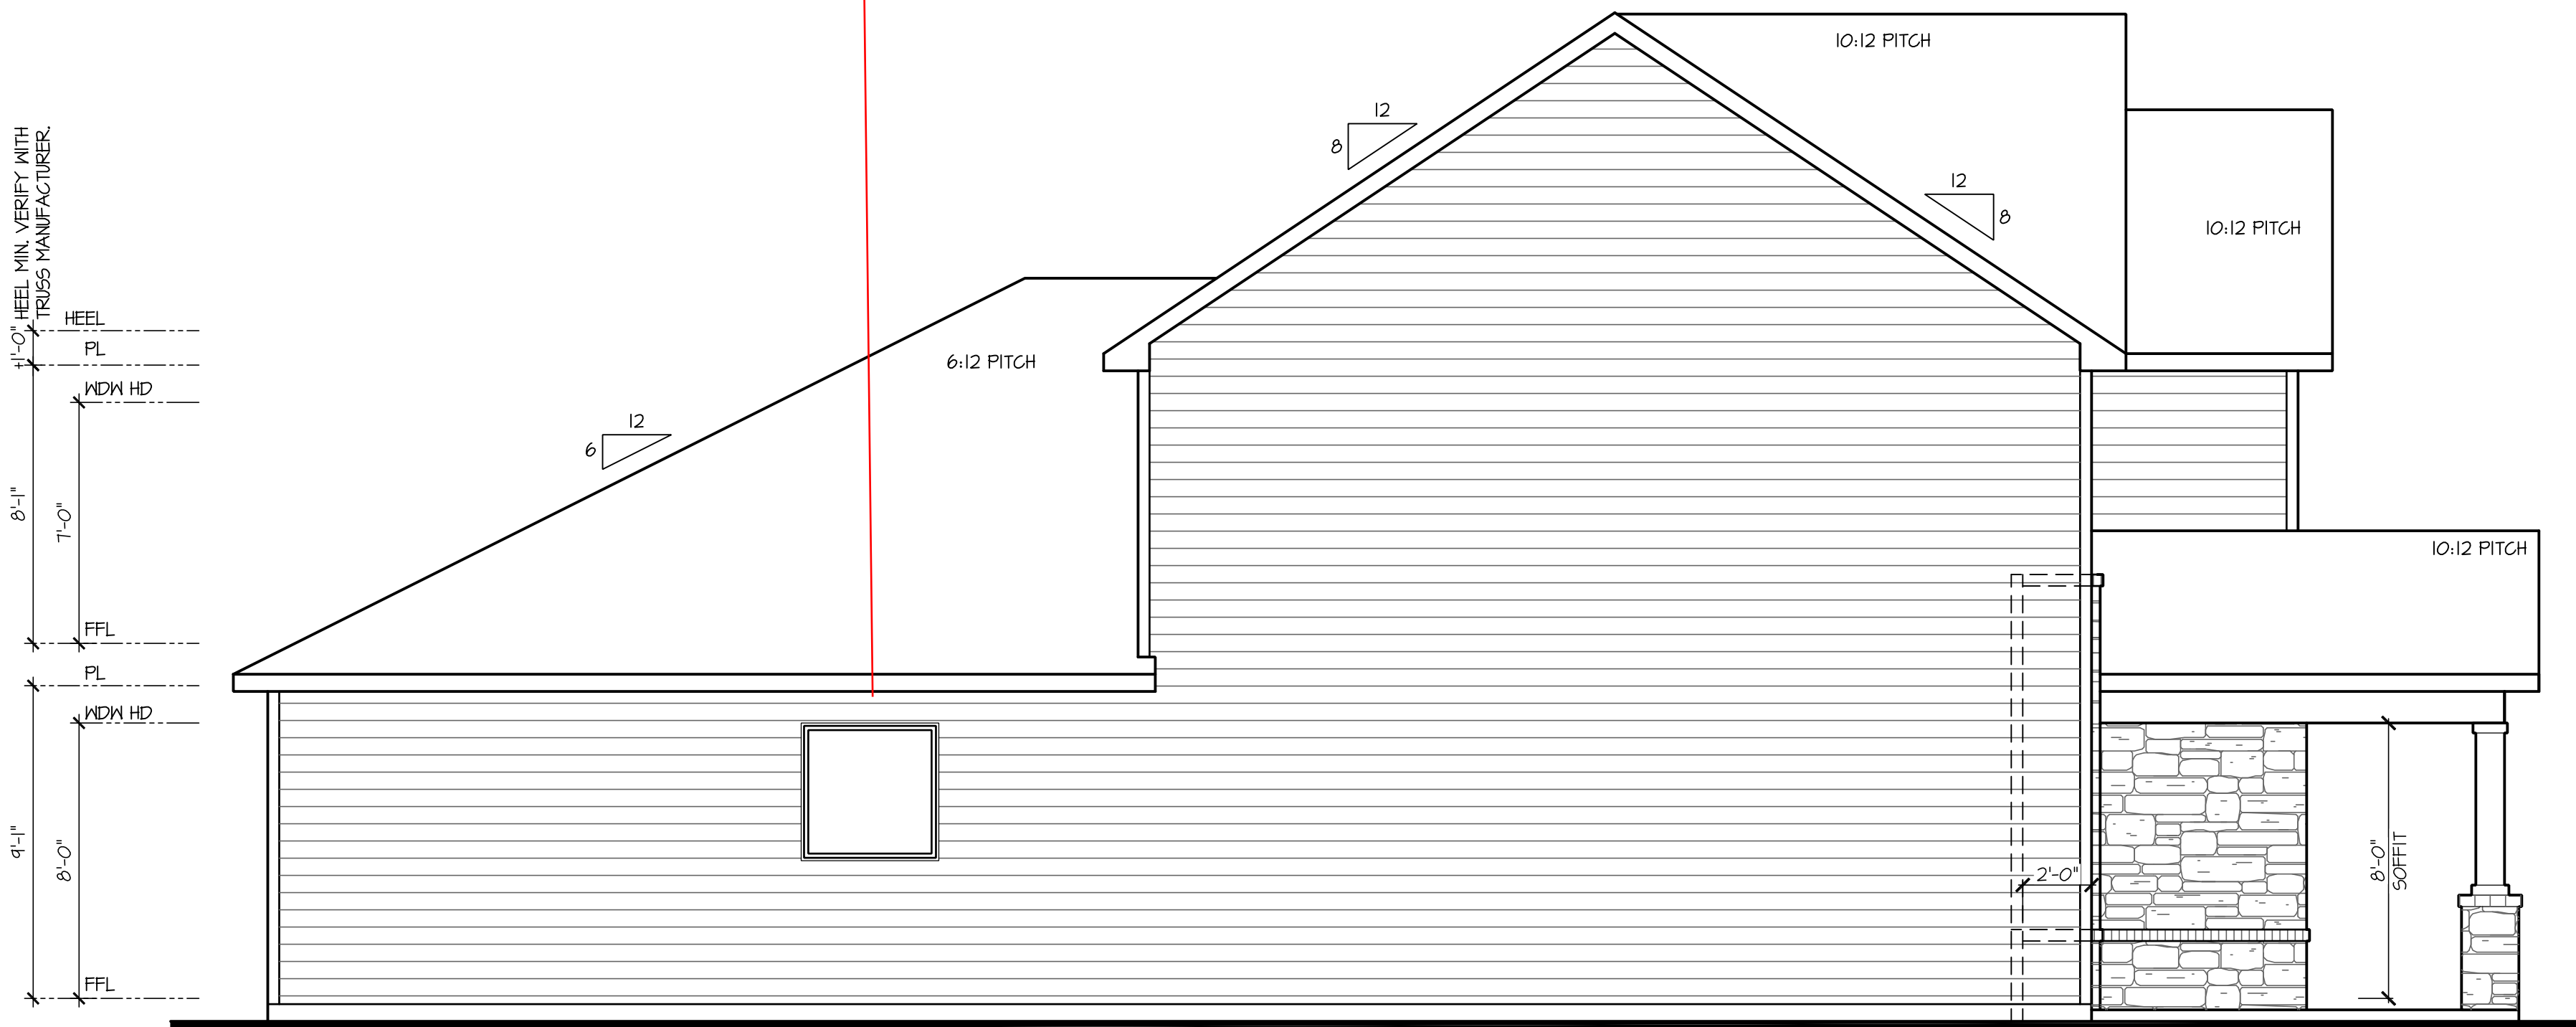 10:12 PITCH
12
8
12
8
10:12 PITCH
±1'-0" HEEL MIN. VERIFY WITH
TRUSS MANUFACTURER.
HEEL
PL
WDW HD
6:12 PITCH
12
6
8'-1"
7'-0"
10:12 PITCH
FFL
PL
WDW HD
9'-1"
8'-0"
2'-0"
8'-0"
SOFFIT
FFL